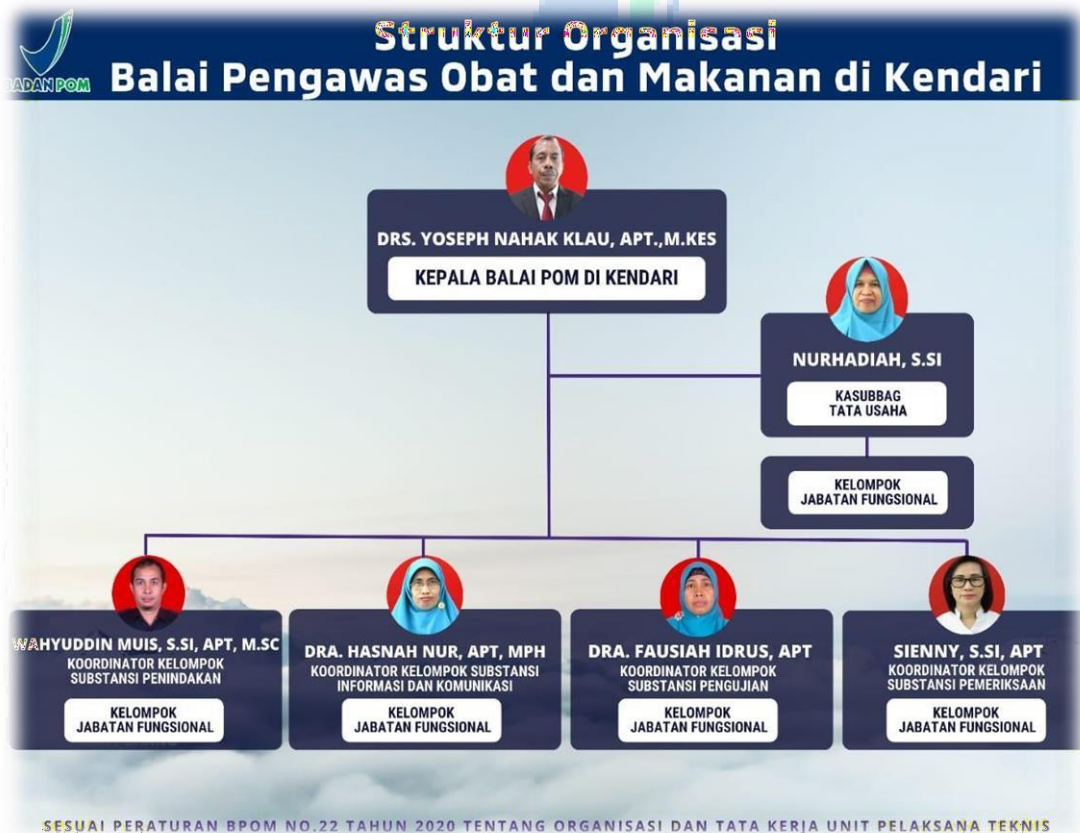 Struktur Organisasi
Balai Pengawas Obat dan Makanan di Kendari
BADAN POM
DRS. YOSEPH NAHAK KLAU, APT.,M.KES
KEPALA BALAI POM DI KENDARI
NURHADIAH, S.SI
KASUBBAG
TATA USAHA
KELOMPOK
JABATAN FUNGSIONAL
WAHYUDDIN MUIS, S.SI, APT, M.SC
KOORDINATOR KELOMPOK
SUBSTANSI PENINDAKAN
KELOMPOK
JABATAN FUNGSIONAL
DRA. HASNAH NUR, APT, MPH
KOORDINATOR KELOMPOK SUBSTANSI
INFORMASI DAN KOMUNIKASI
KELOMPOK
JABATAN FUNGSIONAL
DRA. FAUSIAH IDRUS, APT
KOORDINATOR KELOMPOK
SUBSTANSI PENGUJIAN
KELOMPOK
JABATAN FUNGSIONAL
SIENNY, S.SI, APT
KOORDINATOR KELOMPOK
SUBSTANSI PEMERIKSAAN
KELOMPOK
JABATAN FUNGSIONAL
SESUAI PERATURAN BPOM NO.22 TAHUN 2020 TENTANG ORGANISASI DAN TATA KERJA UNIT PELAKSANA TEKNIS